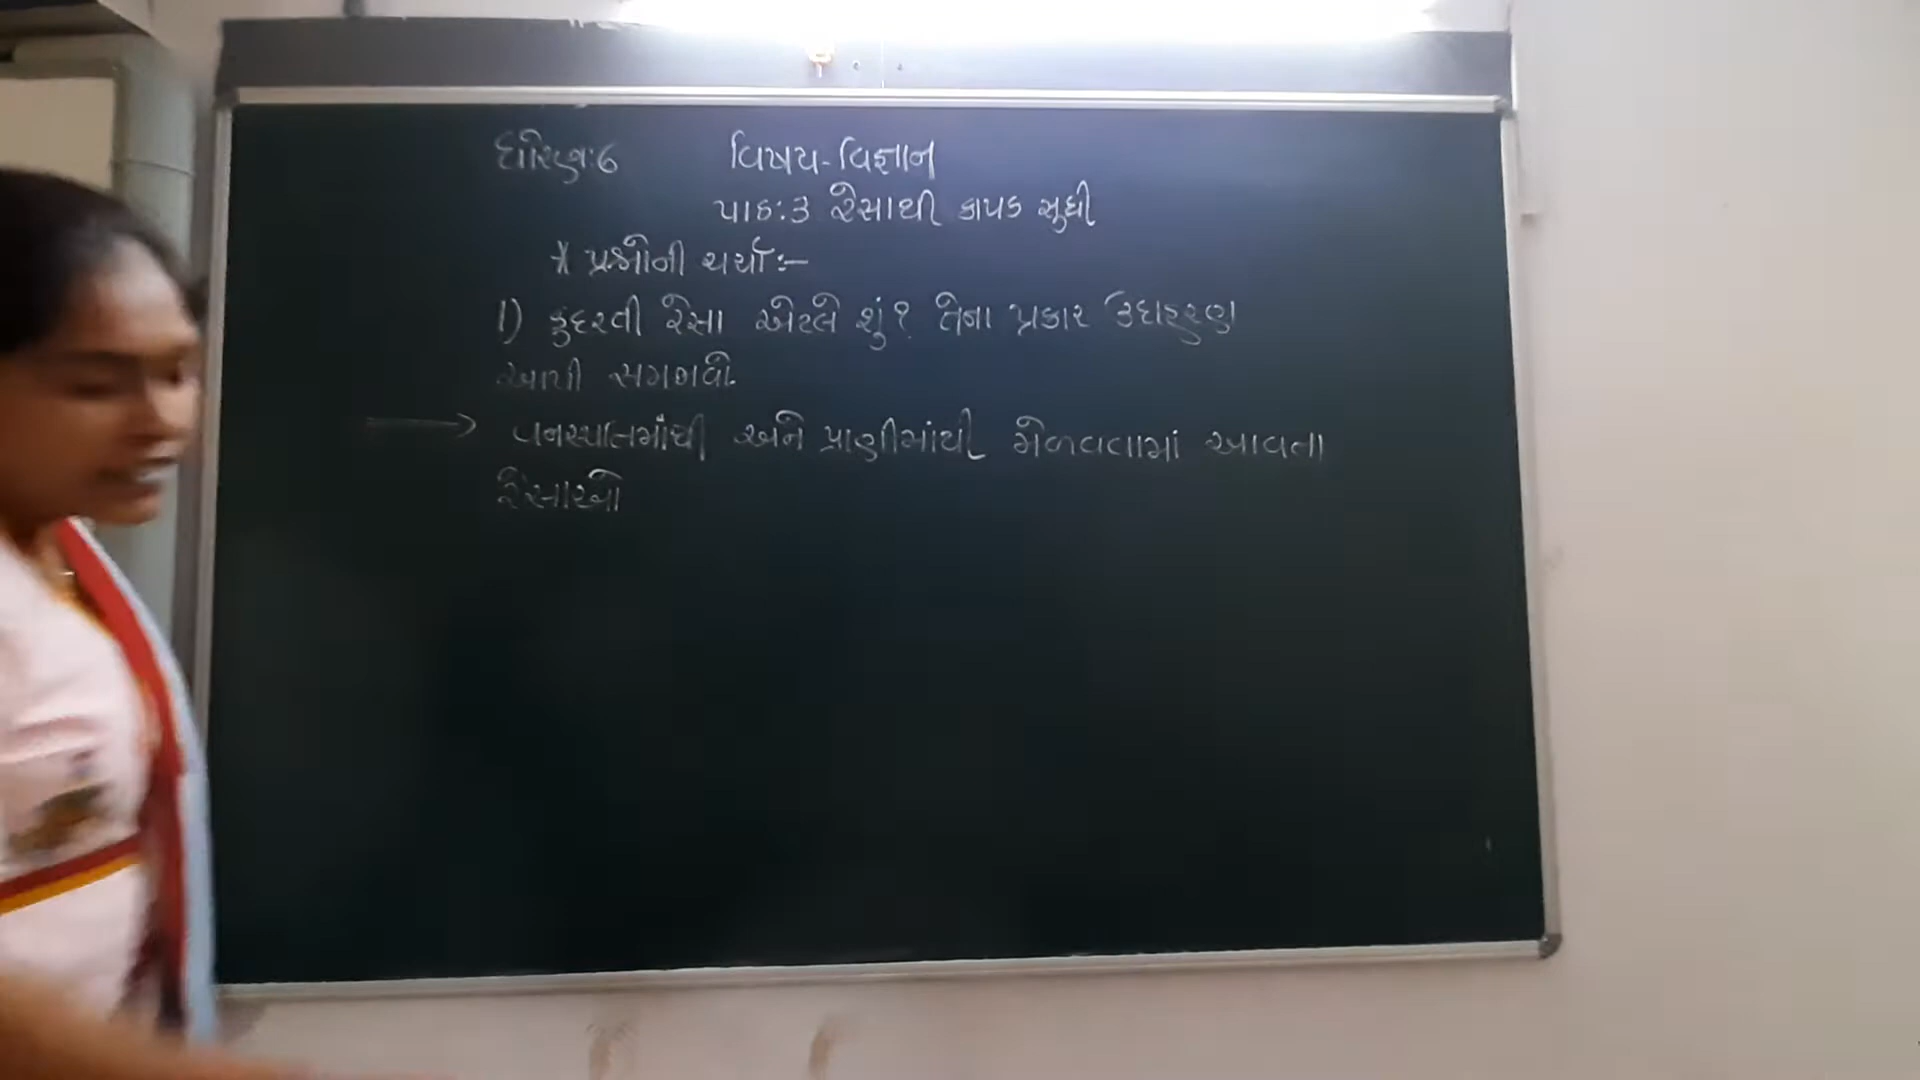 ધોરણ:૬ વિષય-વિજ્ઞાન
પાઠ:૩ રેસાથી કાપડ સુધી
* પ્રશ્નોની ચર્ચા:-
1) કુદરતી રેસા એટલે શું? તેના પ્રકાર ઉદાહરણ
આપી સમજાવો.
→ વનસ્પતિમાંથી અને પ્રાણીમાંથી મેળવવામાં આવતા
રેસાઓ